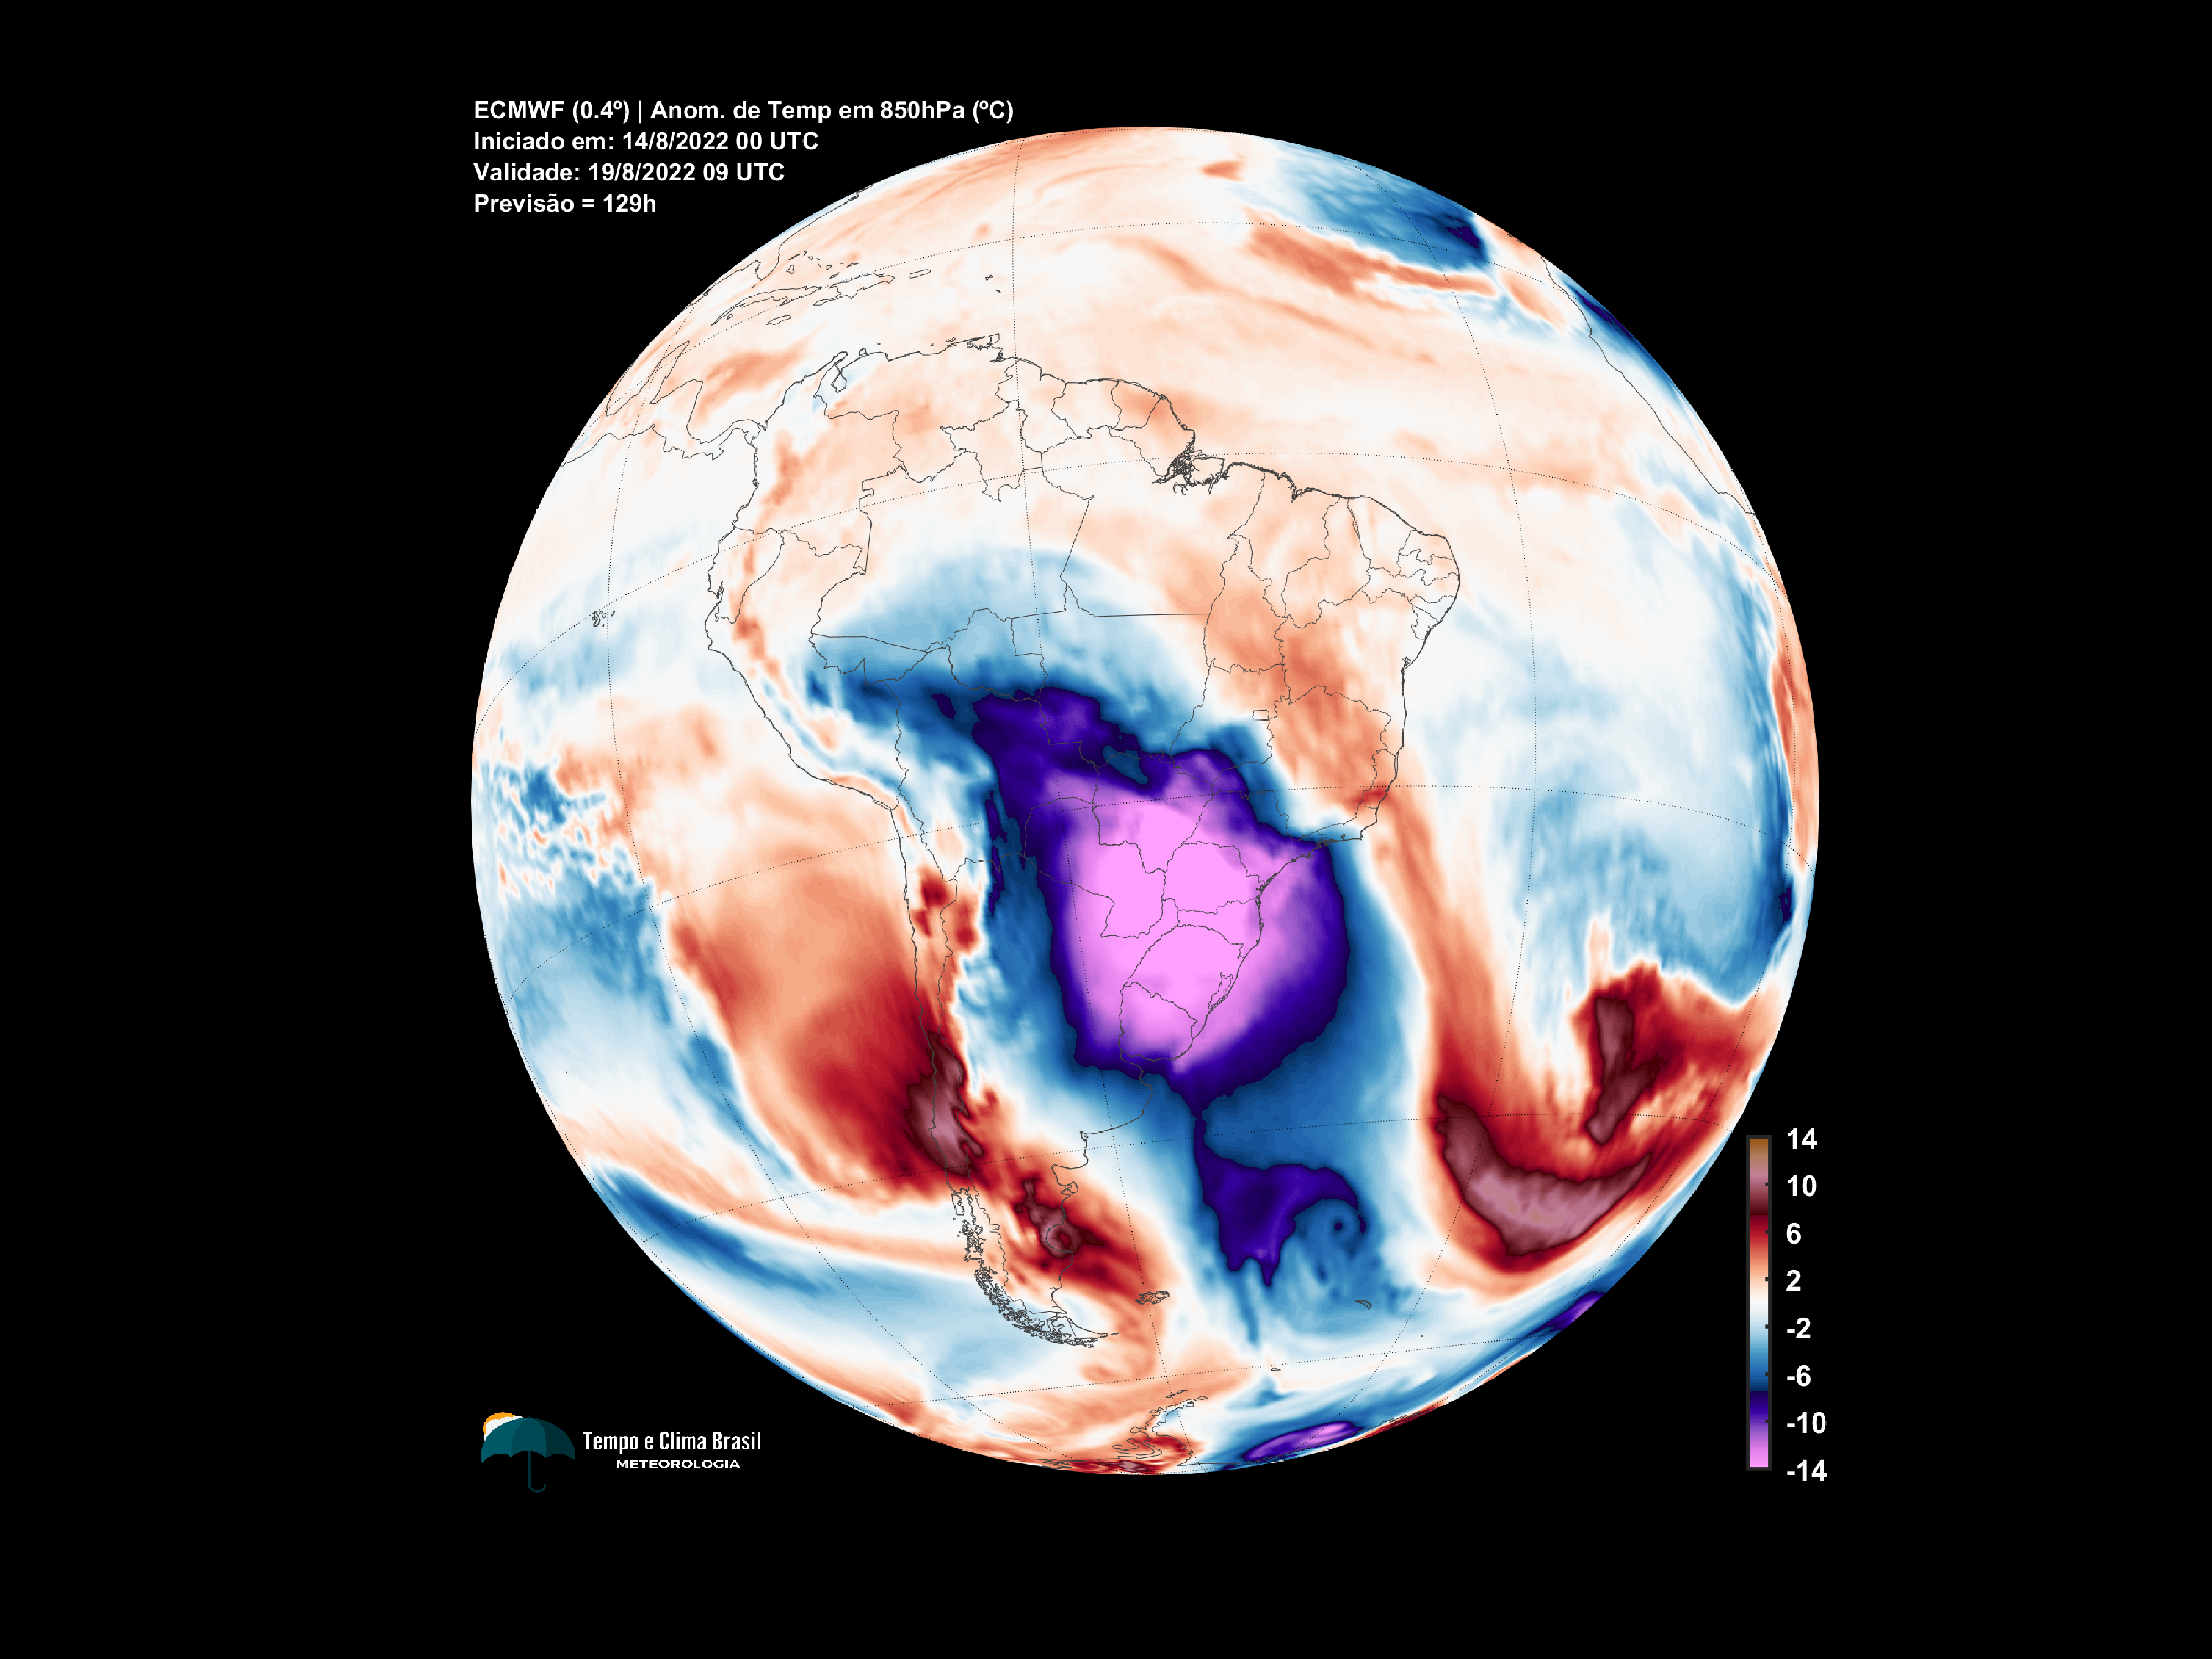 ECMWF (0.4º) | Anom. de Temp em 850hPa (ºC)
Iniciado em: 14/8/2022 00 UTC
Validade: 19/8/2022 09 UTC
Previsão = 129h
14
10
6
2
-2
-6
-10
-14
Tempo e Clima Brasil
METEOROLOGIA